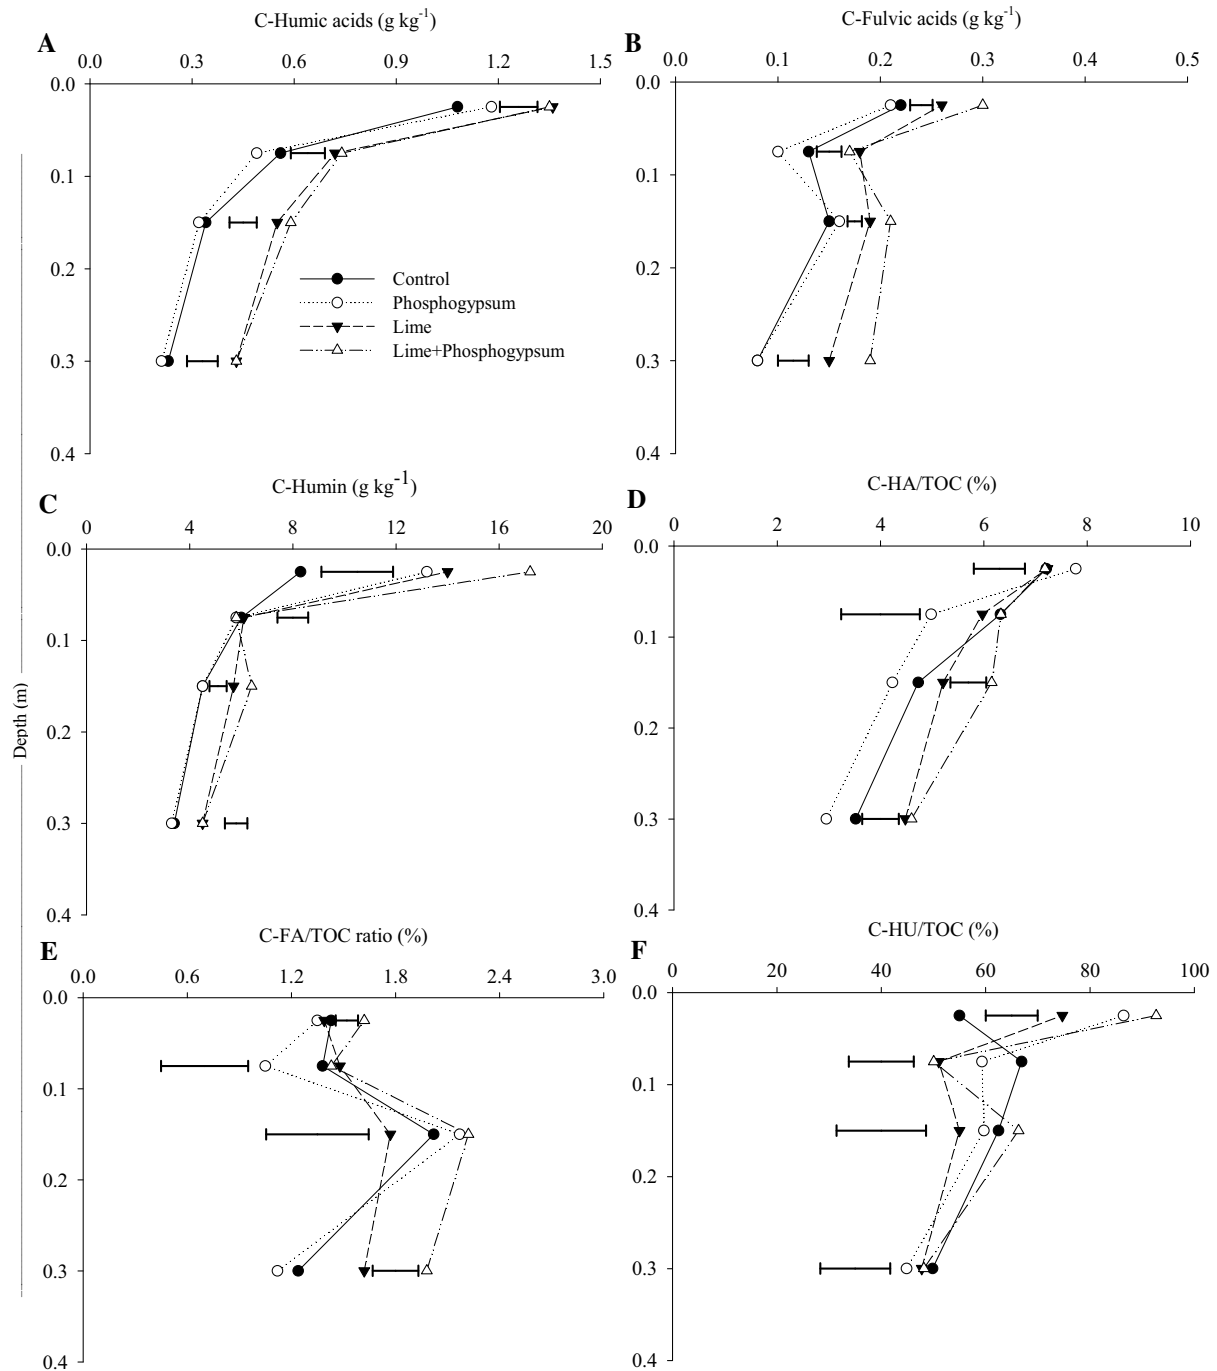 C-Humic acids (g kg⁻¹)
A
0.0 0.3 0.6 0.9 1.2 1.5
0.0
0.1
0.2
0.3
0.4
Control
Phosphogypsum
Lime
Lime+Phosphogypsum
C-Fulvic acids (g kg⁻¹)
B
0.0 0.1 0.2 0.3 0.4 0.5
0.0
0.1
0.2
0.3
0.4
C-Humin (g kg⁻¹)
C
0 4 8 12 16 20
0.0
0.1
0.2
0.3
0.4
C-HA/TOC (%)
D
0 2 4 6 8 10
0.0
0.1
0.2
0.3
0.4
Depth (m)
C-FA/TOC ratio (%)
E
0.0 0.6 1.2 1.8 2.4 3.0
0.0
0.1
0.2
0.3
0.4
C-HU/TOC (%)
F
0 20 40 60 80 100
0.0
0.1
0.2
0.3
0.4